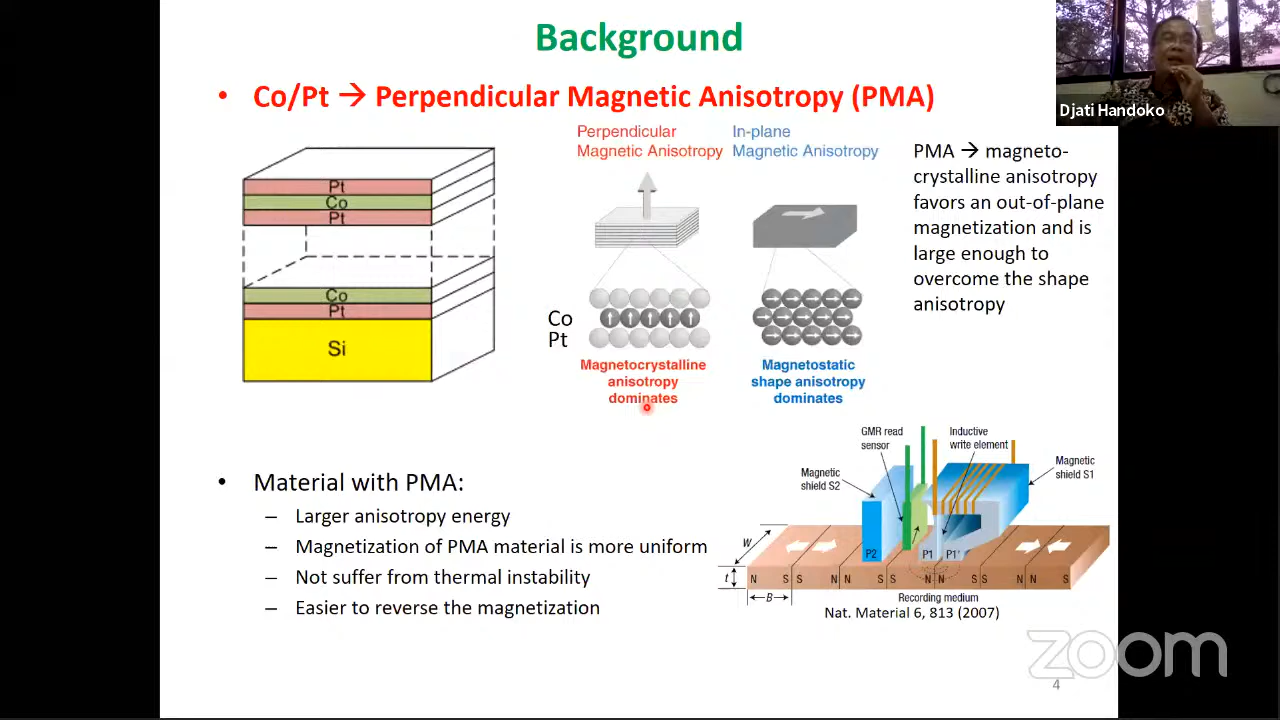 Background
• Co/Pt → Perpendicular Magnetic Anisotropy (PMA)
Djati Handoko
Pt
Co
Pt
Co
Pt
Si
Perpendicular
Magnetic Anisotropy
In-plane
Magnetic Anisotropy
Co
Pt
Magnetocrystalline
anisotropy
dominates
Magnetostatic
shape anisotropy
dominates
PMA → magneto-
crystalline anisotropy
favors an out-of-plane
magnetization and is
large enough to
overcome the shape
anisotropy
• Material with PMA:
– Larger anisotropy energy
– Magnetization of PMA material is more uniform
– Not suffer from thermal instability
– Easier to reverse the magnetization
GMR read
sensor
Inductive
write element
Magnetic
shield S2
Magnetic
shield S1
W
P2
P1
P1'
t
N S S N N S S N N S S N N S
B
Recording medium
Nat. Material 6, 813 (2007)
zoom
4